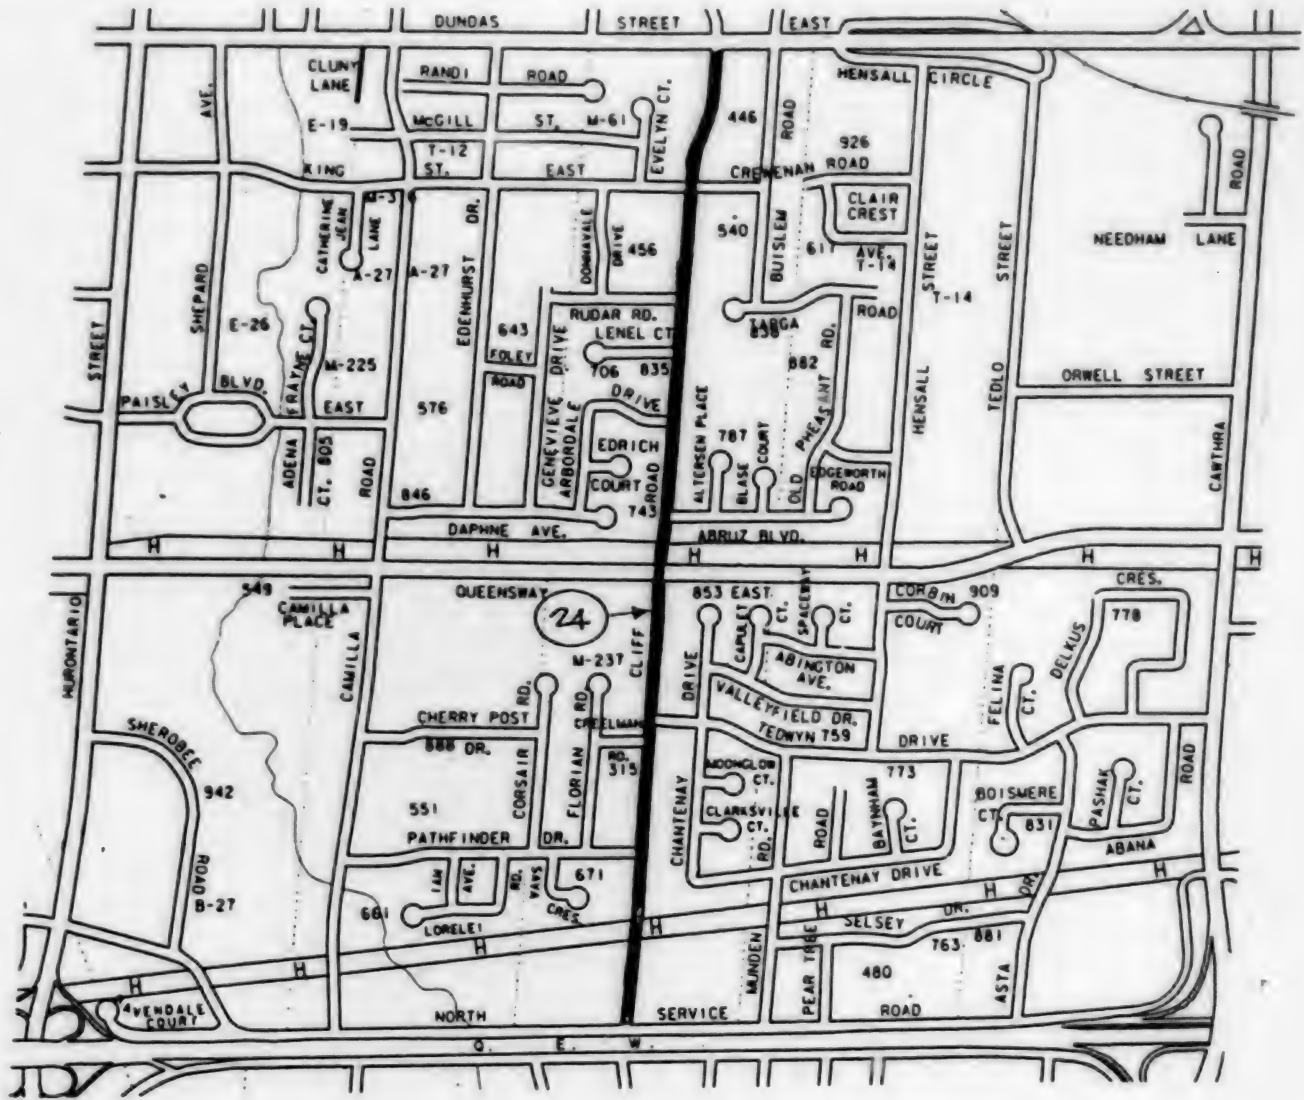 DUNDAS STREET EAST
CLUNY LANE
RANDI ROAD
HENSALL CIRCLE
AVE.
E-19
McGILL ST. M-61
EVELYN CT.
446
ROAD
926
T-12
KING ST. EAST
ROAD
CLAIR CREST
ROAD
CATHERINE JEAN LANE
DR.
DRIVE
456
540
BUISLEM
617
AVE.
T-14
STREET
STREET
NEEDHAM LANE
A-27
A-27
T-14
SHEPARD
E-26
EDENHURST
643
RUDAR RD.
LENEL CT
TARGA ROAD
838
STREET
FRAYNE CT.
M-225
FOLEY ROAD
DRIVE
706
835
882
RD.
HENSALL
TEDLO
ORWELL STREET
PAISLEY BLVD. EAST
576
GENEVIEVE
ARBORDALE
DRIVE
ALTERSEN PLACE
787
BLASE COURT
OLD PHEASANT
ADENA CT. 805
ROAD
EDRICH COURT
ROAD
EDGEWORTH ROAD
CAWTHRA
846
743
DAPHNE AVE.
ABRUZ BLVD.
H
H
H
H
H
H
H
549
CAMILLA PLACE
QUEENSWAY
853 EAST
CORBIN COURT
909
CRES.
778
24
CLIFF
CAPULET CT.
SPACEWAY CT.
HURONTARIO
CAMILLA
M-237
DRIVE
ABINGTON AVE.
VALLEYFIELD DR.
FELINA CT.
DELKUS
SHEROBEE
CHERRY POST
888 DR.
RD.
RD.
CREELMAN RD.
315
TEDWYN 759
DRIVE
942
551
CORSAIR
FLORIAN
CHANTENAY
MOONGLOW CT.
CLARKSVILLE CT.
RD.
ROAD
773
BAYNHAM CT.
BOISMERE CT.
831
PASHAK CT.
ROAD
PATHFINDER DR.
ABANA
ROAD
B-27
IAN AVE.
RD.
VAVS CRES.
671
CHANTENAY DRIVE
H
DR.
661
LORELEI
H
H
H
SELSEY DR.
763
881
H
H
MUNDEN
PEAR TREE
480
ASTA
AVENDALE COURT
NORTH SERVICE ROAD
Q. E. W.